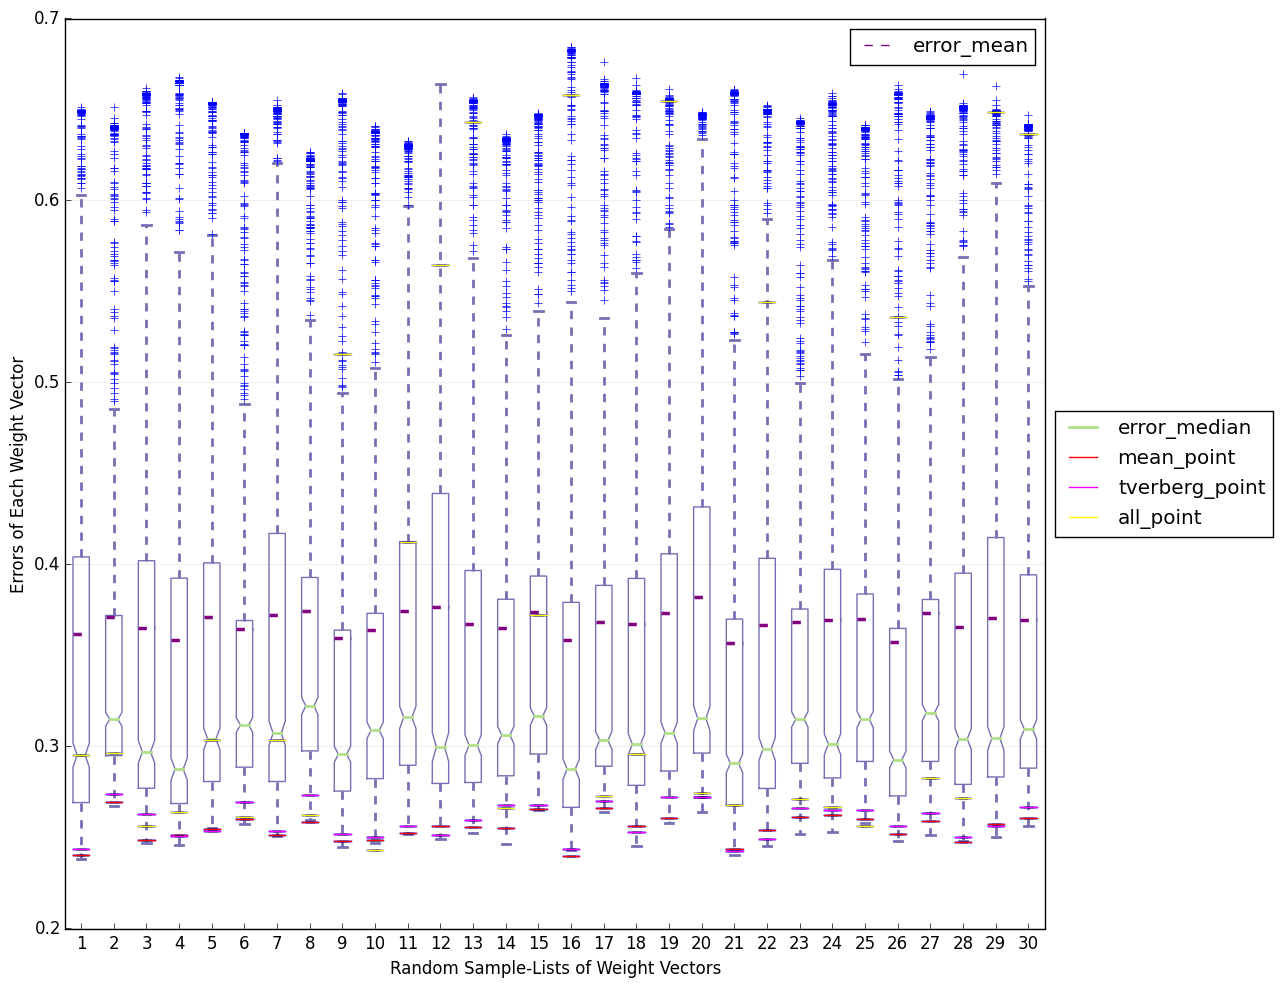 0.7
0.6
0.5
0.4
0.3
0.2
Errors of Each Weight Vector
1 2 3 4 5 6 7 8 9 10 11 12 13 14 15 16 17 18 19 20 21 22 23 24 25 26 27 28 29 30
Random Sample-Lists of Weight Vectors
error_mean
error_median
mean_point
tverberg_point
all_point